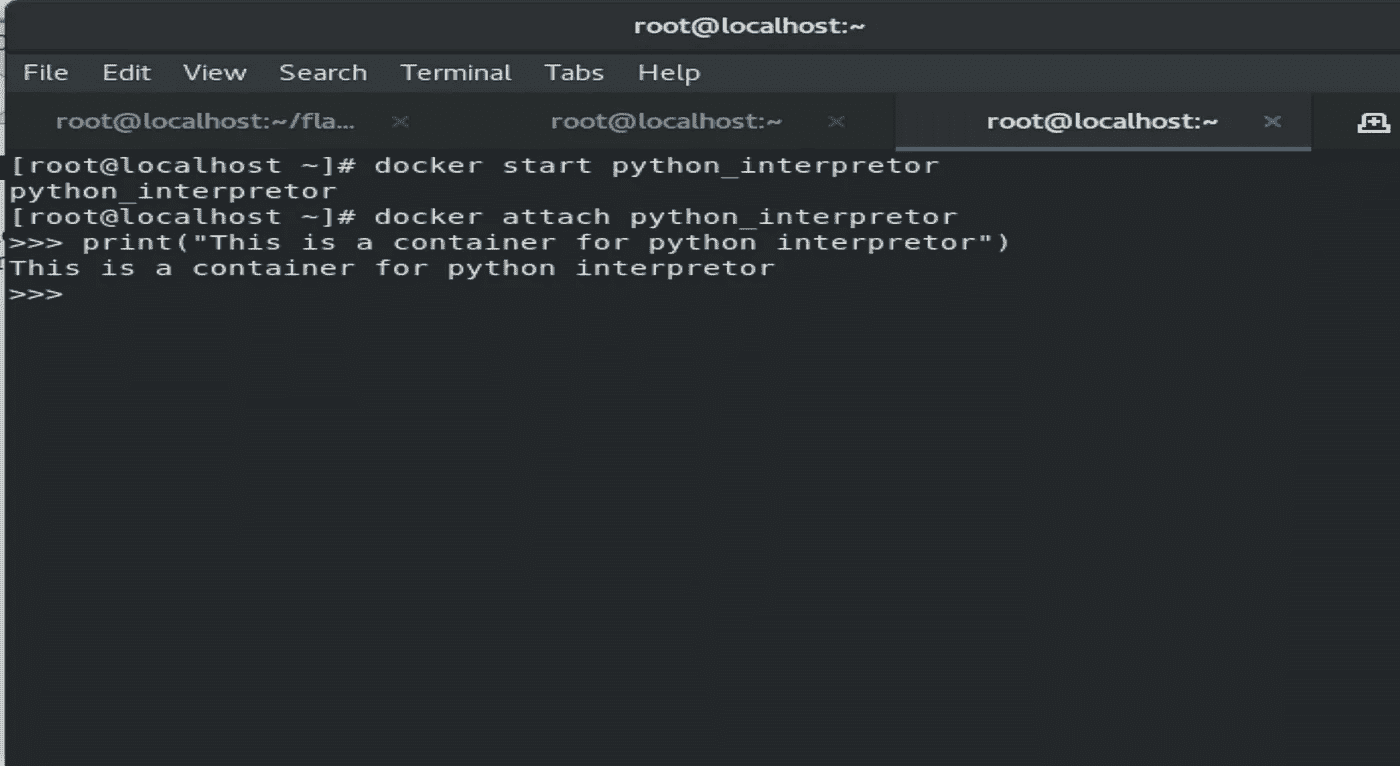 root@localhost:~
File Edit View Search Terminal Tabs Help
root@localhost:~/fla... × root@localhost:~ × root@localhost:~ ×
[root@localhost ~]# docker start python_interpretor
python_interpretor
[root@localhost ~]# docker attach python_interpretor
>>> print("This is a container for python interpretor")
This is a container for python interpretor
>>>